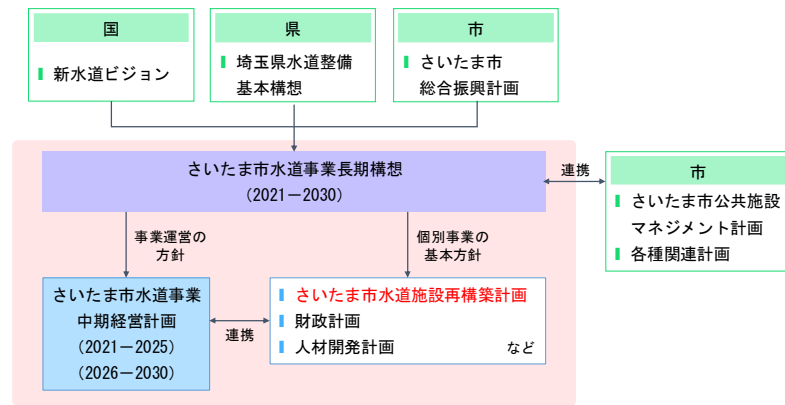 国
新水道ビジョン
県
埼玉県水道整備
基本構想
市
さいたま市
総合振興計画
さいたま市水道事業長期構想
(2021－2030)
連携
市
さいたま市公共施設
マネジメント計画
各種関連計画
事業運営の
方針
個別事業の
基本方針
さいたま市水道事業
中期経営計画
(2021－2025)
(2026－2030)
連携
さいたま市水道施設再構築計画
財政計画
人材開発計画 など